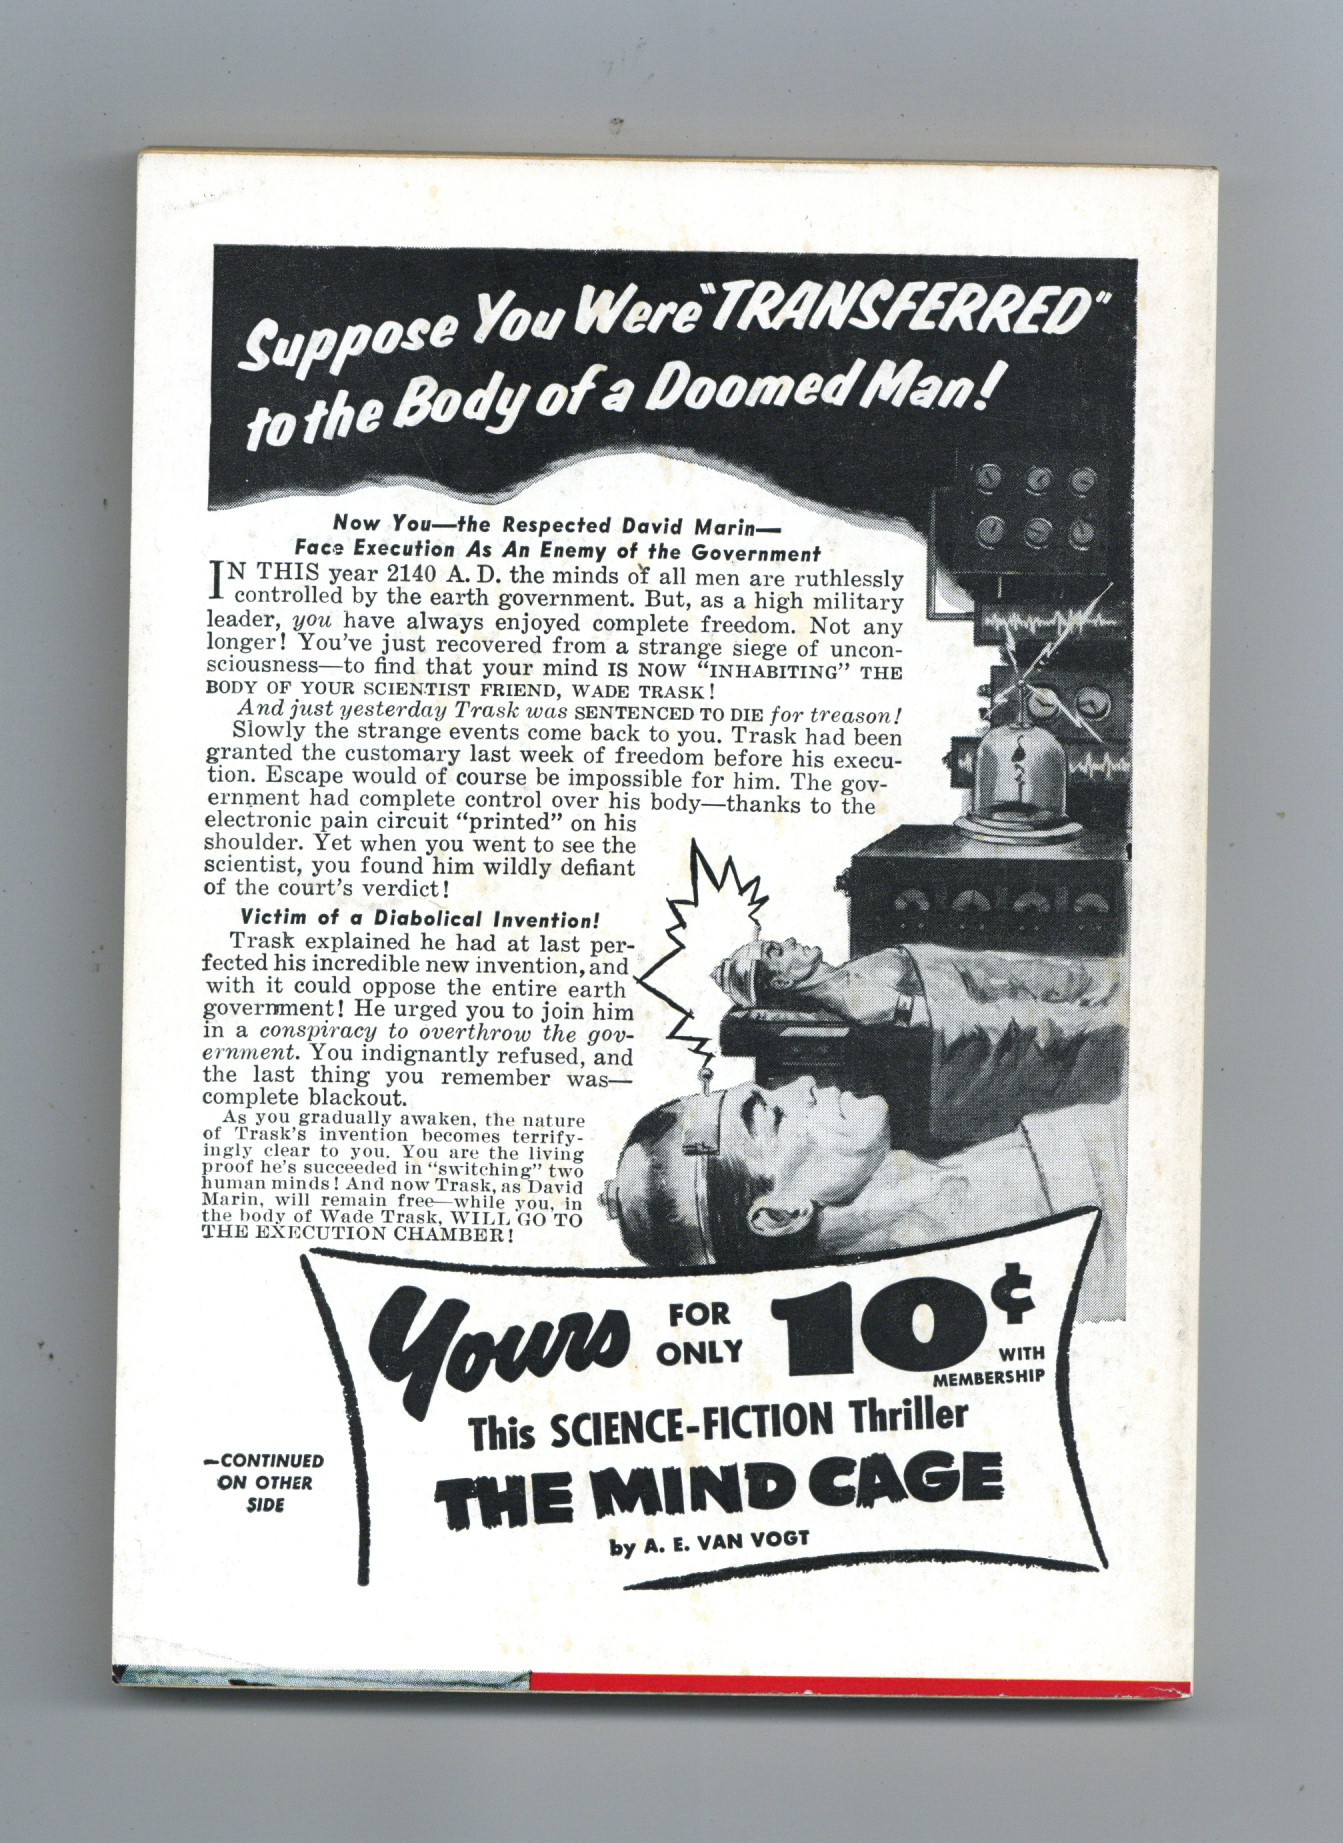 Suppose You Were "TRANSFERRED"
to the Body of a Doomed Man!
Now You—the Respected David Marin—
Face Execution As An Enemy of the Government
IN THIS year 2140 A. D. the minds of all men are ruthlessly
controlled by the earth government. But, as a high military
leader, you have always enjoyed complete freedom. Not any
longer! You've just recovered from a strange siege of uncon-
sciousness—to find that your mind IS NOW "INHABITING" THE
BODY OF YOUR SCIENTIST FRIEND, WADE TRASK!
And just yesterday Trask was SENTENCED TO DIE for treason!
Slowly the strange events come back to you. Trask had been
granted the customary last week of freedom before his execu-
tion. Escape would of course be impossible for him. The gov-
ernment had complete control over his body—thanks to the
electronic pain circuit "printed" on his
shoulder. Yet when you went to see the
scientist, you found him wildly defiant
of the court's verdict!
Victim of a Diabolical Invention!
Trask explained he had at last per-
fected his incredible new invention, and
with it could oppose the entire earth
government! He urged you to join him
in a conspiracy to overthrow the gov-
ernment. You indignantly refused, and
the last thing you remember was—
complete blackout.
As you gradually awaken, the nature
of Trask's invention becomes terrify-
ingly clear to you. You are the living
proof he's succeeded in "switching" two
human minds! And now Trask, as David
Marin, will remain free—while you, in
the body of Wade Trask, WILL GO TO
THE EXECUTION CHAMBER!
Yours FOR ONLY 10¢
WITH
MEMBERSHIP
This SCIENCE-FICTION Thriller
THE MIND CAGE
by A. E. VAN VOGT
—CONTINUED
ON OTHER
SIDE